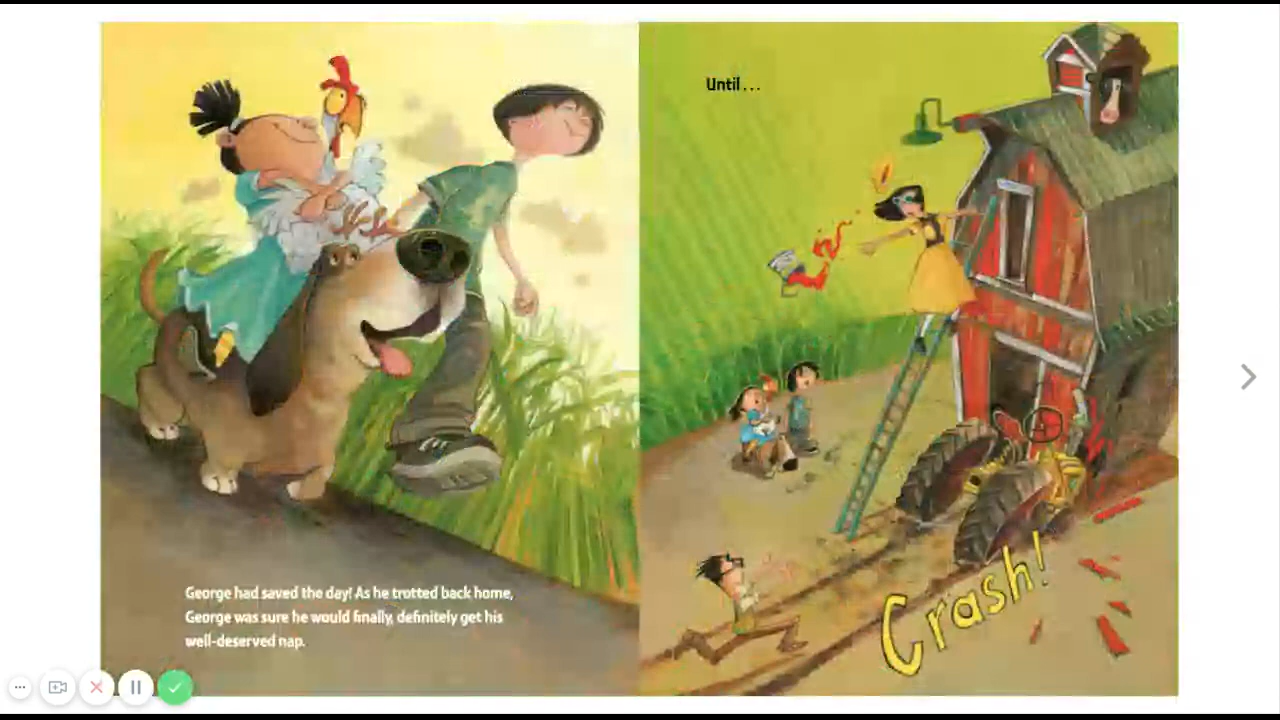 George had saved the day! As he trotted back home,
George was sure he would finally, definitely get his
well-deserved nap.
Until . . .
Crash!